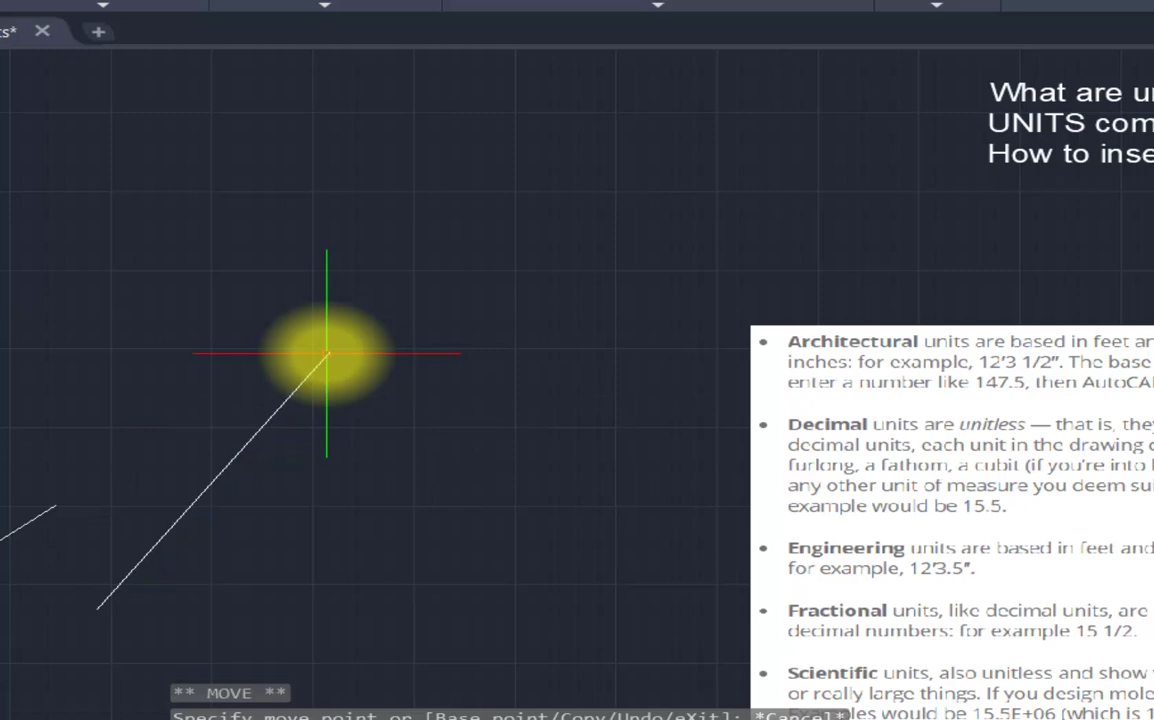 ts*
What are u
UNITS com
How to inse
Architectural units are based in feet an
inches: for example, 12'3 1/2". The base
enter a number like 147.5, then AutoCA
Decimal units are unitless — that is, they
decimal units, each unit in the drawing
furlong, a fathom, a cubit (if you're into
any other unit of measure you deem sui
example would be 15.5.
Engineering units are based in feet and
for example, 12'3.5".
Fractional units, like decimal units, are
decimal numbers: for example 15 1/2.
Scientific units, also unitless and show
or really large things. If you design mole
Examples would be 15.5E+06 (which is 1
** MOVE **
Specify move point or [Base point/Copy/Undo/eXit]: *Cancel*